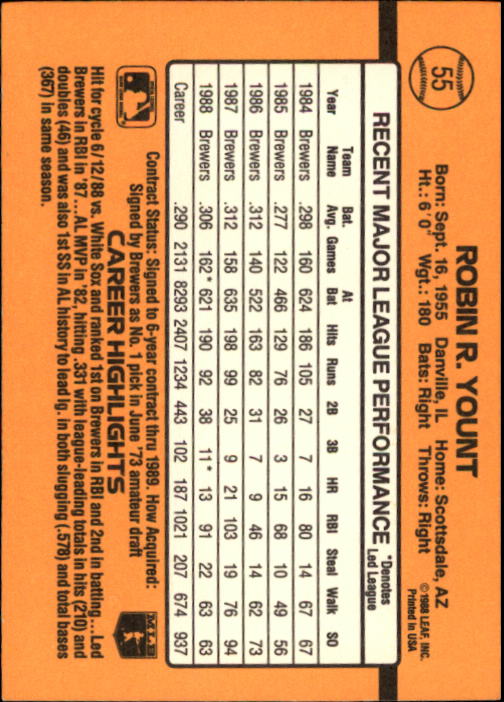 55
ROBIN R. YOUNT
Born: Sept. 16, 1955 Danville, IL Home: Scottsdale, AZ
Ht.: 6'0" Wgt.: 180 Bats: Right Throws: Right
© 1988 LEAF, INC.
Printed in USA
RECENT MAJOR LEAGUE PERFORMANCE *Denotes Led League
Year Team Name Bat. Avg. Games At Bat Hits Runs 2B 3B HR RBI Steal Walk SO
1984 Brewers .298 160 624 186 105 27 7 16 80 14 67 67
1985 Brewers .277 122 466 129 76 26 3 15 68 10 49 56
1986 Brewers .312 140 522 163 82 31 7 9 46 14 62 73
1987 Brewers .312 158 635 198 99 25 9 21 103 19 76 94
1988 Brewers .306 162* 621 190 92 38 11* 13 91 22 63 63
Career .290 2131 8293 2407 1234 443 102 187 1021 207 674 937
Contract Status: Signed to 6-year contract thru 1989. How Acquired:
Signed by Brewers as No. 1 pick in June '73 amateur draft
CAREER HIGHLIGHTS
Hit for cycle 6/12/88 vs. White Sox and ranked 1st on Brewers in RBI and 2nd in batting... Led
Brewers in RBI in '87... AL MVP in '82, hitting .331 with league-leading totals in hits (210) and
doubles (46) and was also 1st SS in AL history to lead lg. in both slugging (.578) and total bases
(367) in same season.